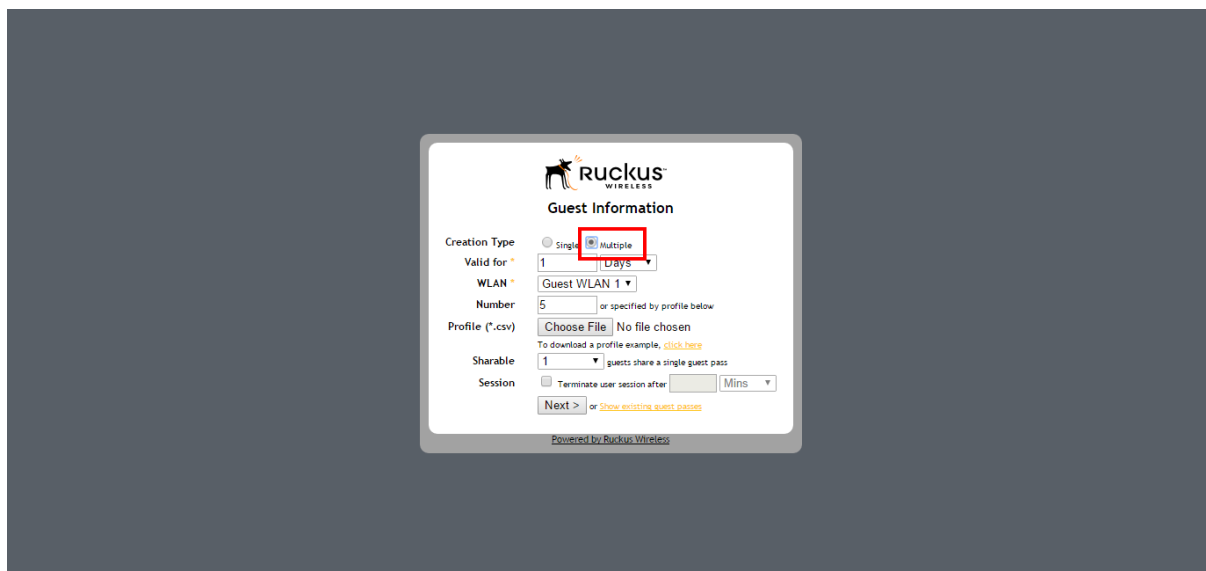 RUCKUS™
WIRELESS
Guest Information
Creation Type Single Multiple
Valid for * 1 Days
WLAN * Guest WLAN 1
Number 5 or specified by profile below
Profile (*.csv) Choose File No file chosen
To download a profile example, click here
Sharable 1 guests share a single guest pass
Session Terminate user session after Mins
Next > or Show existing guest passes
Powered by Ruckus Wireless